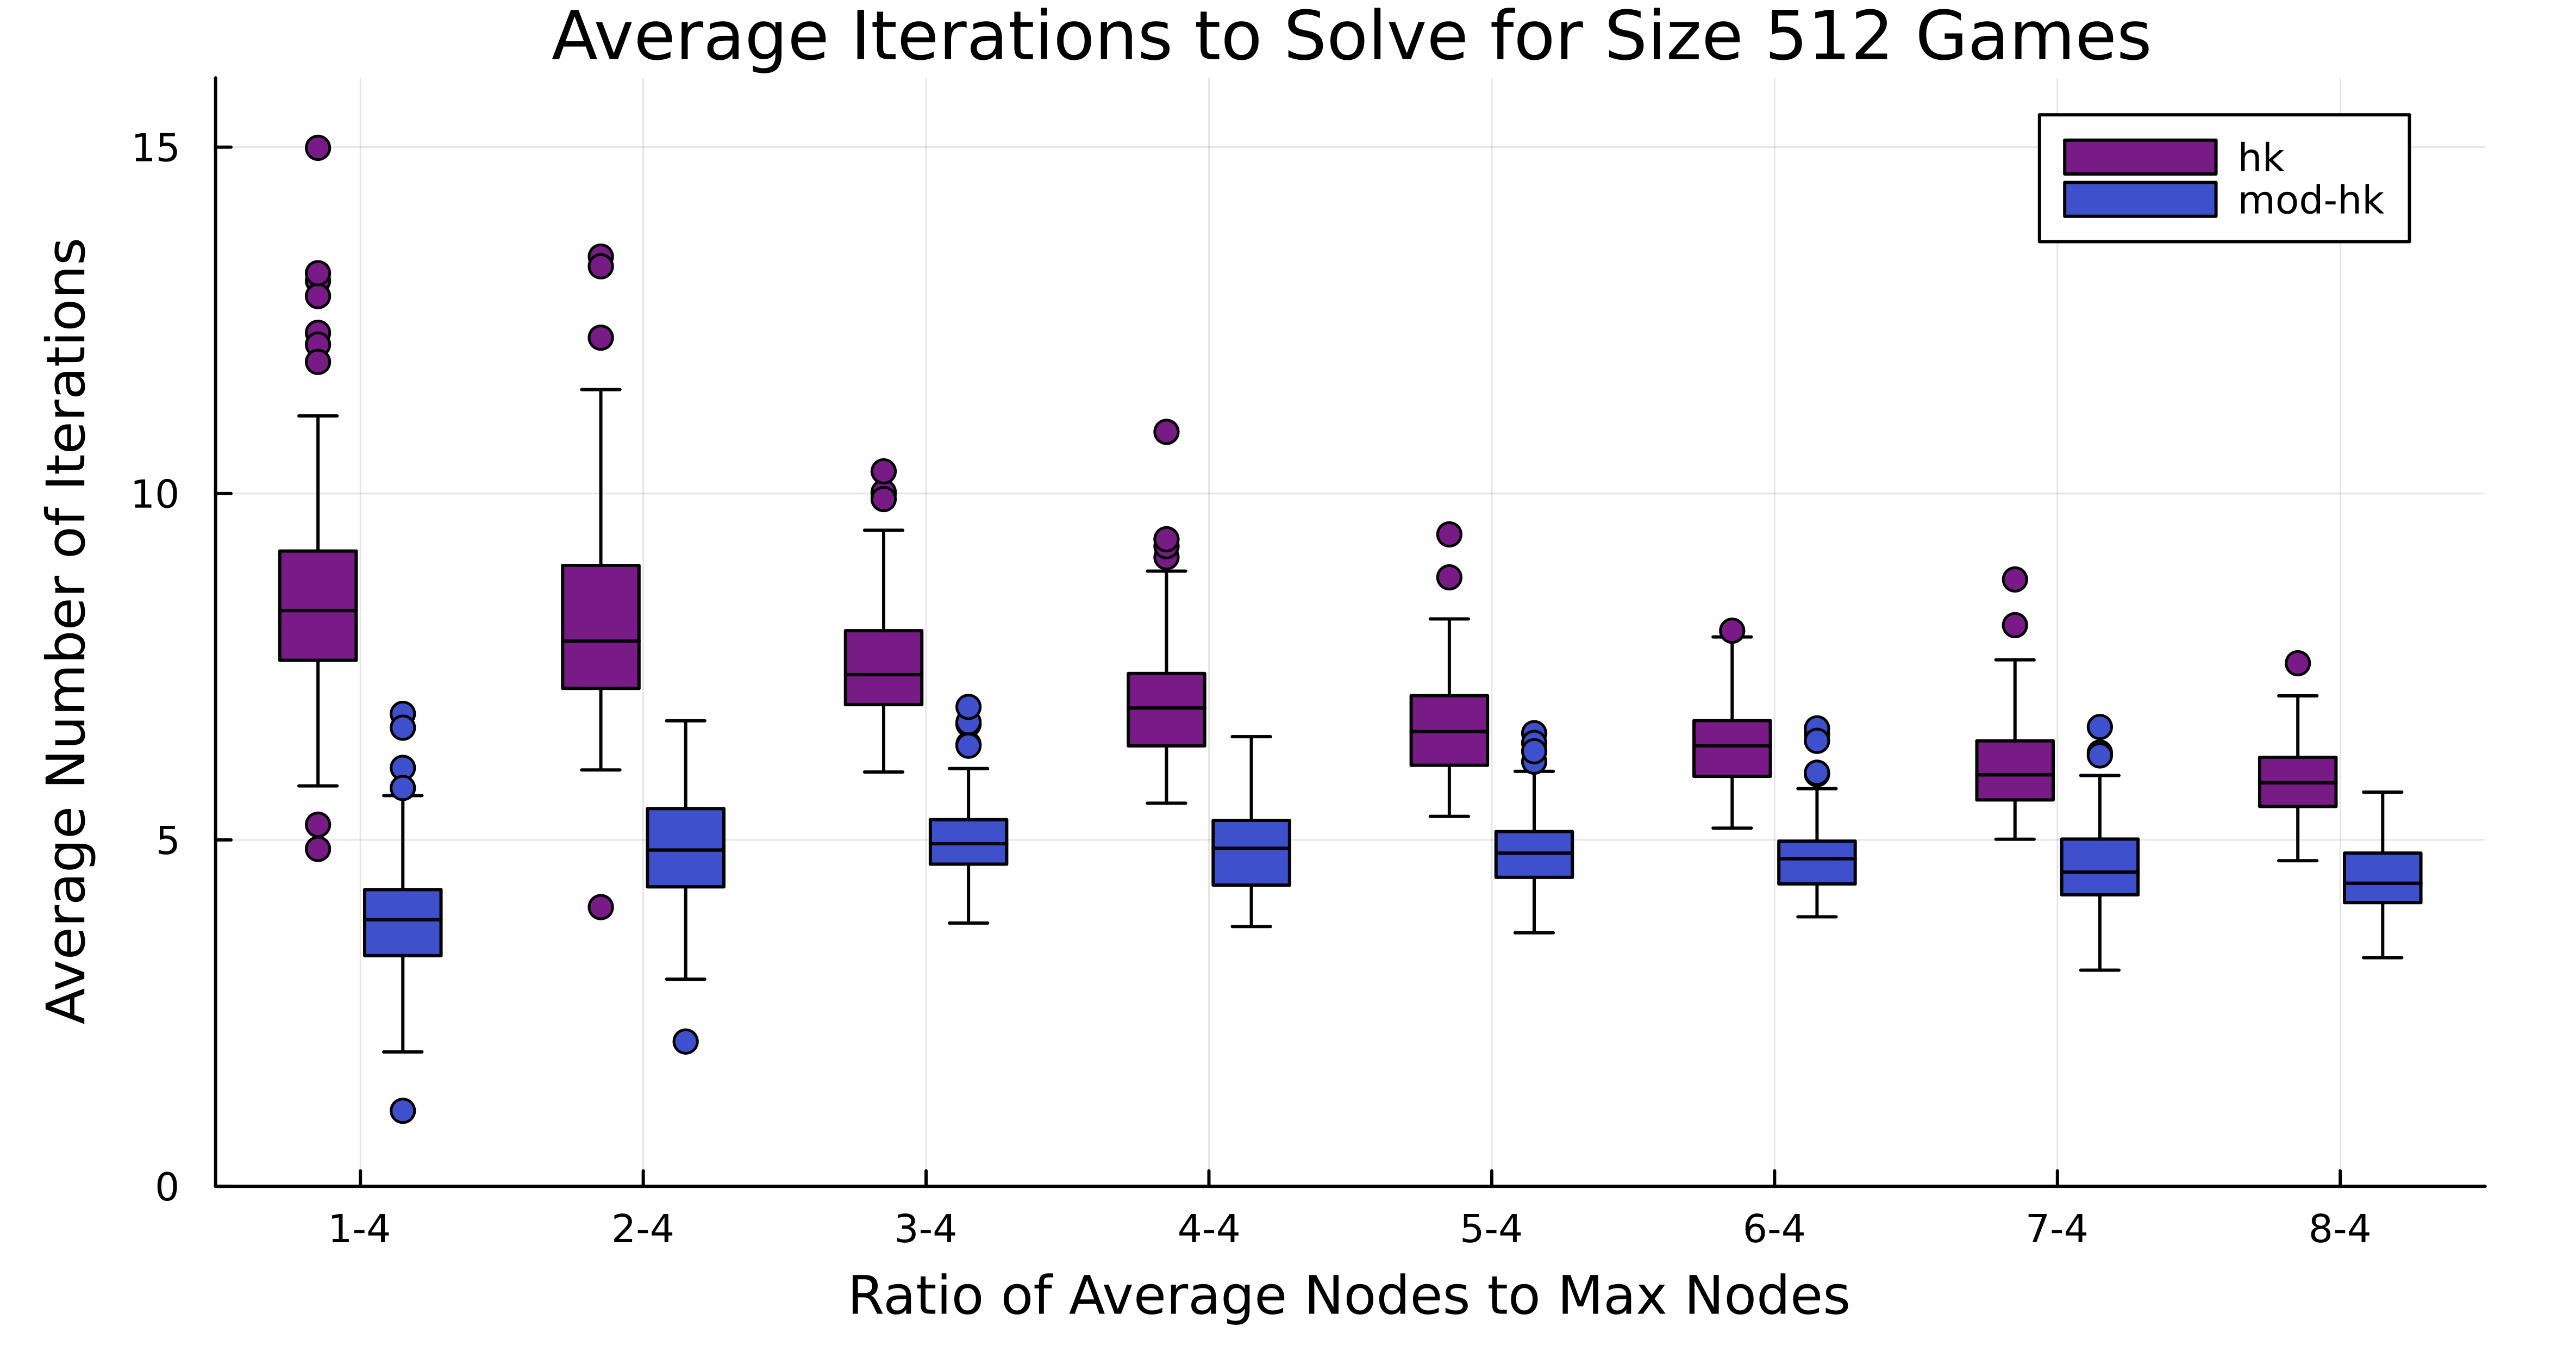 Average Iterations to Solve for Size 512 Games
Average Number of Iterations
15
10
5
0
hk
mod-hk
1-4 2-4 3-4 4-4 5-4 6-4 7-4 8-4
Ratio of Average Nodes to Max Nodes